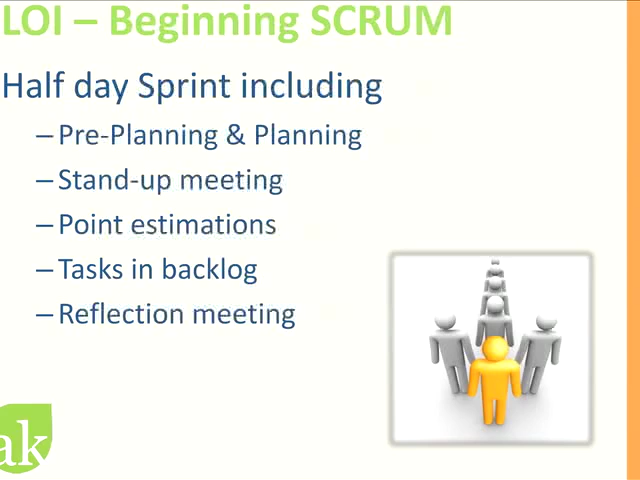 LOI – Beginning SCRUM
Half day Sprint including
– Pre-Planning & Planning
– Stand-up meeting
– Point estimations
– Tasks in backlog
– Reflection meeting
ak